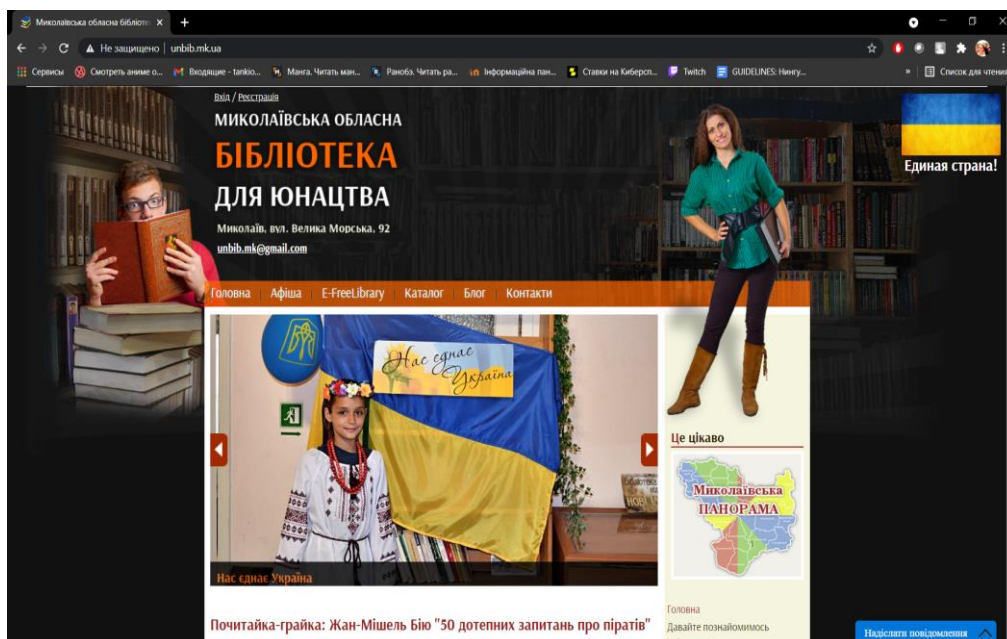 Миколаївська обласна бібліоте
Не защищено | unbib.mk.ua
Сервисы
Смотреть аниме о...
Входящие - tankio...
Манга. Читать ман...
Ранобэ. Читать ра...
Інформаційна пан...
Ставки на Киберсп...
Twitch
GUIDELINES: Нингу...
Список для чтения
Вхід / Реєстрація
МИКОЛАЇВСЬКА ОБЛАСНА
БІБЛІОТЕКА
ДЛЯ ЮНАЦТВА
Миколаїв, вул. Велика Морська, 92
unbib.mk@gmail.com
Единая страна!
Головна | Афіша | E-FreeLibrary | Каталог | Блог | Контакти
Нас єднає
Україна
Нас єднає Україна
Це цікаво
Миколаївська
ПАНОРАМА
Почитайка-грайка: Жан-Мішель Бію "50 дотепних запитань про піратів"
Головна
Давайте познайомимось
Надіслати повідомлення